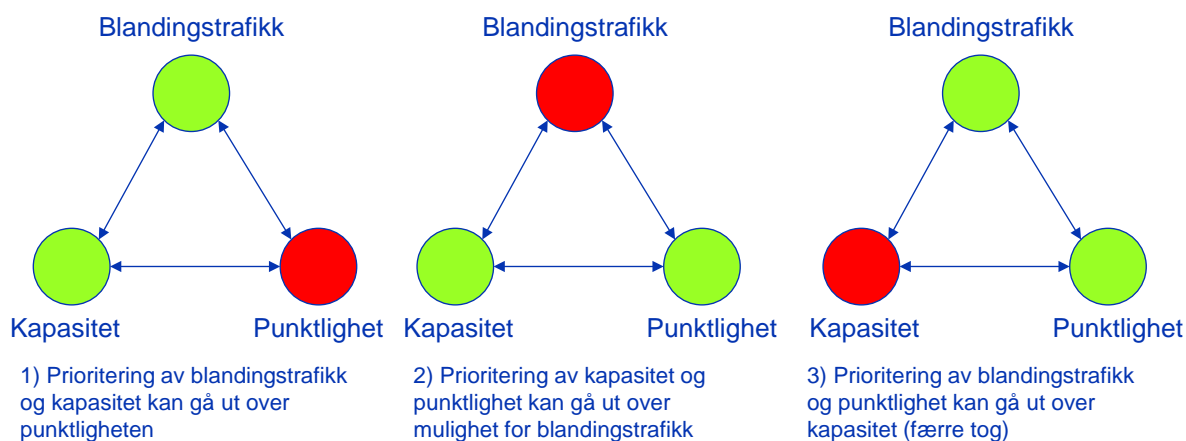 Blandingstrafikk
Kapasitet
Punktlighet
1) Prioritering av blandingstrafikk
og kapasitet kan gå ut over
punktligheten
Blandingstrafikk
Kapasitet
Punktlighet
2) Prioritering av kapasitet og
punktlighet kan gå ut over
mulighet for blandingstrafikk
Blandingstrafikk
Kapasitet
Punktlighet
3) Prioritering av blandingstrafikk
og punktlighet kan gå ut over
kapasitet (færre tog)